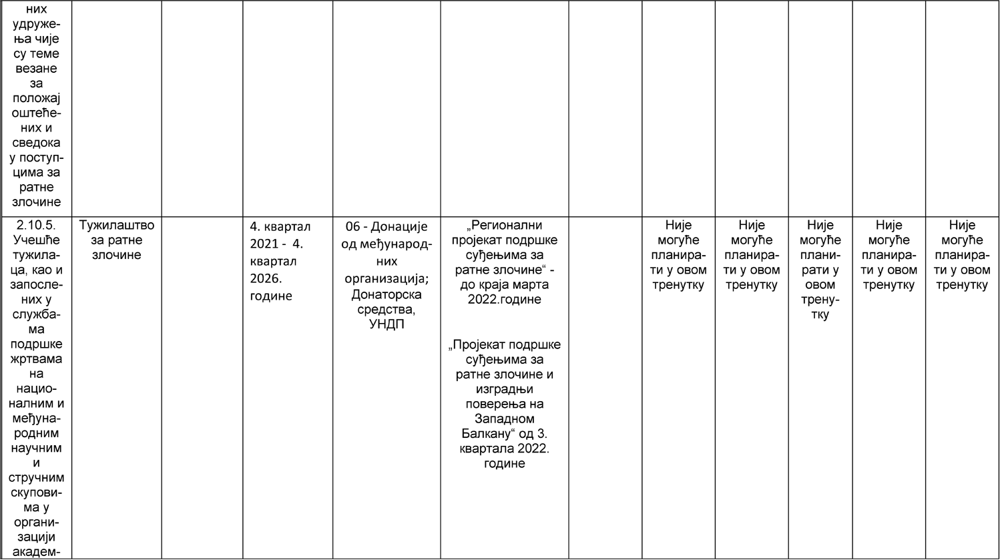 них
удруже-
ња чије
су теме
везане
за
положај
оштеће-
них и
сведока
у поступ-
цима за
ратне
злочине
2.10.5.
Учешће
тужила-
ца, као и
запосле-
них у
служба-
ма
подршке
жртвама
на
нацио-
налним и
међуна-
родним
научним
и
стручним
скупови-
ма у
органи-
зацији
академ-
Тужилаштво
за ратне
злочине
4. квартал
2021 - 4.
квартал
2026.
године
06 - Донације
од међународ-
них
организација;
Донаторска
средства,
УНДП
„Регионални
пројекат подршке
суђењима за
ратне злочине“ -
до краја марта
2022.године
„Пројекат подршке
суђењима за
ратне злочине и
изградњи
поверења на
Западном
Балкану“ од 3.
квартала 2022.
године
Није
могуће
планира-
ти у овом
тренутку
Није
могуће
планира-
ти у овом
тренутку
Није
могуће
плани-
рати у
овом
трену-
тку
Није
могуће
планира-
ти у овом
тренутку
Није
могуће
планира-
ти у овом
тренутку